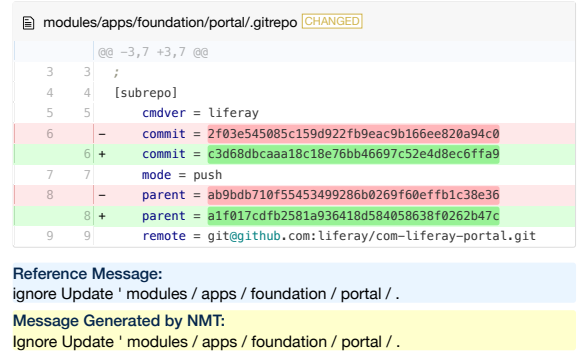 modules/apps/foundation/portal/.gitrepo CHANGED
@@ -3,7 +3,7 @@
3 3 ;
4 4 [subrepo]
5 5 cmdver = liferay
6 - commit = 2f03e545085c159d922fb9eac9b166ee820a94c0
6 + commit = c3d68dbcaaa18c18e76bb46697c52e4d8ec6ffa9
7 7 mode = push
8 - parent = ab9bdb710f55453499286b0269f60effb1c38e36
8 + parent = a1f017cdfb2581a936418d584058638f0262b47c
9 9 remote = git@github.com:liferay/com-liferay-portal.git
Reference Message:
ignore Update ' modules / apps / foundation / portal / .
Message Generated by NMT:
Ignore Update ' modules / apps / foundation / portal / .